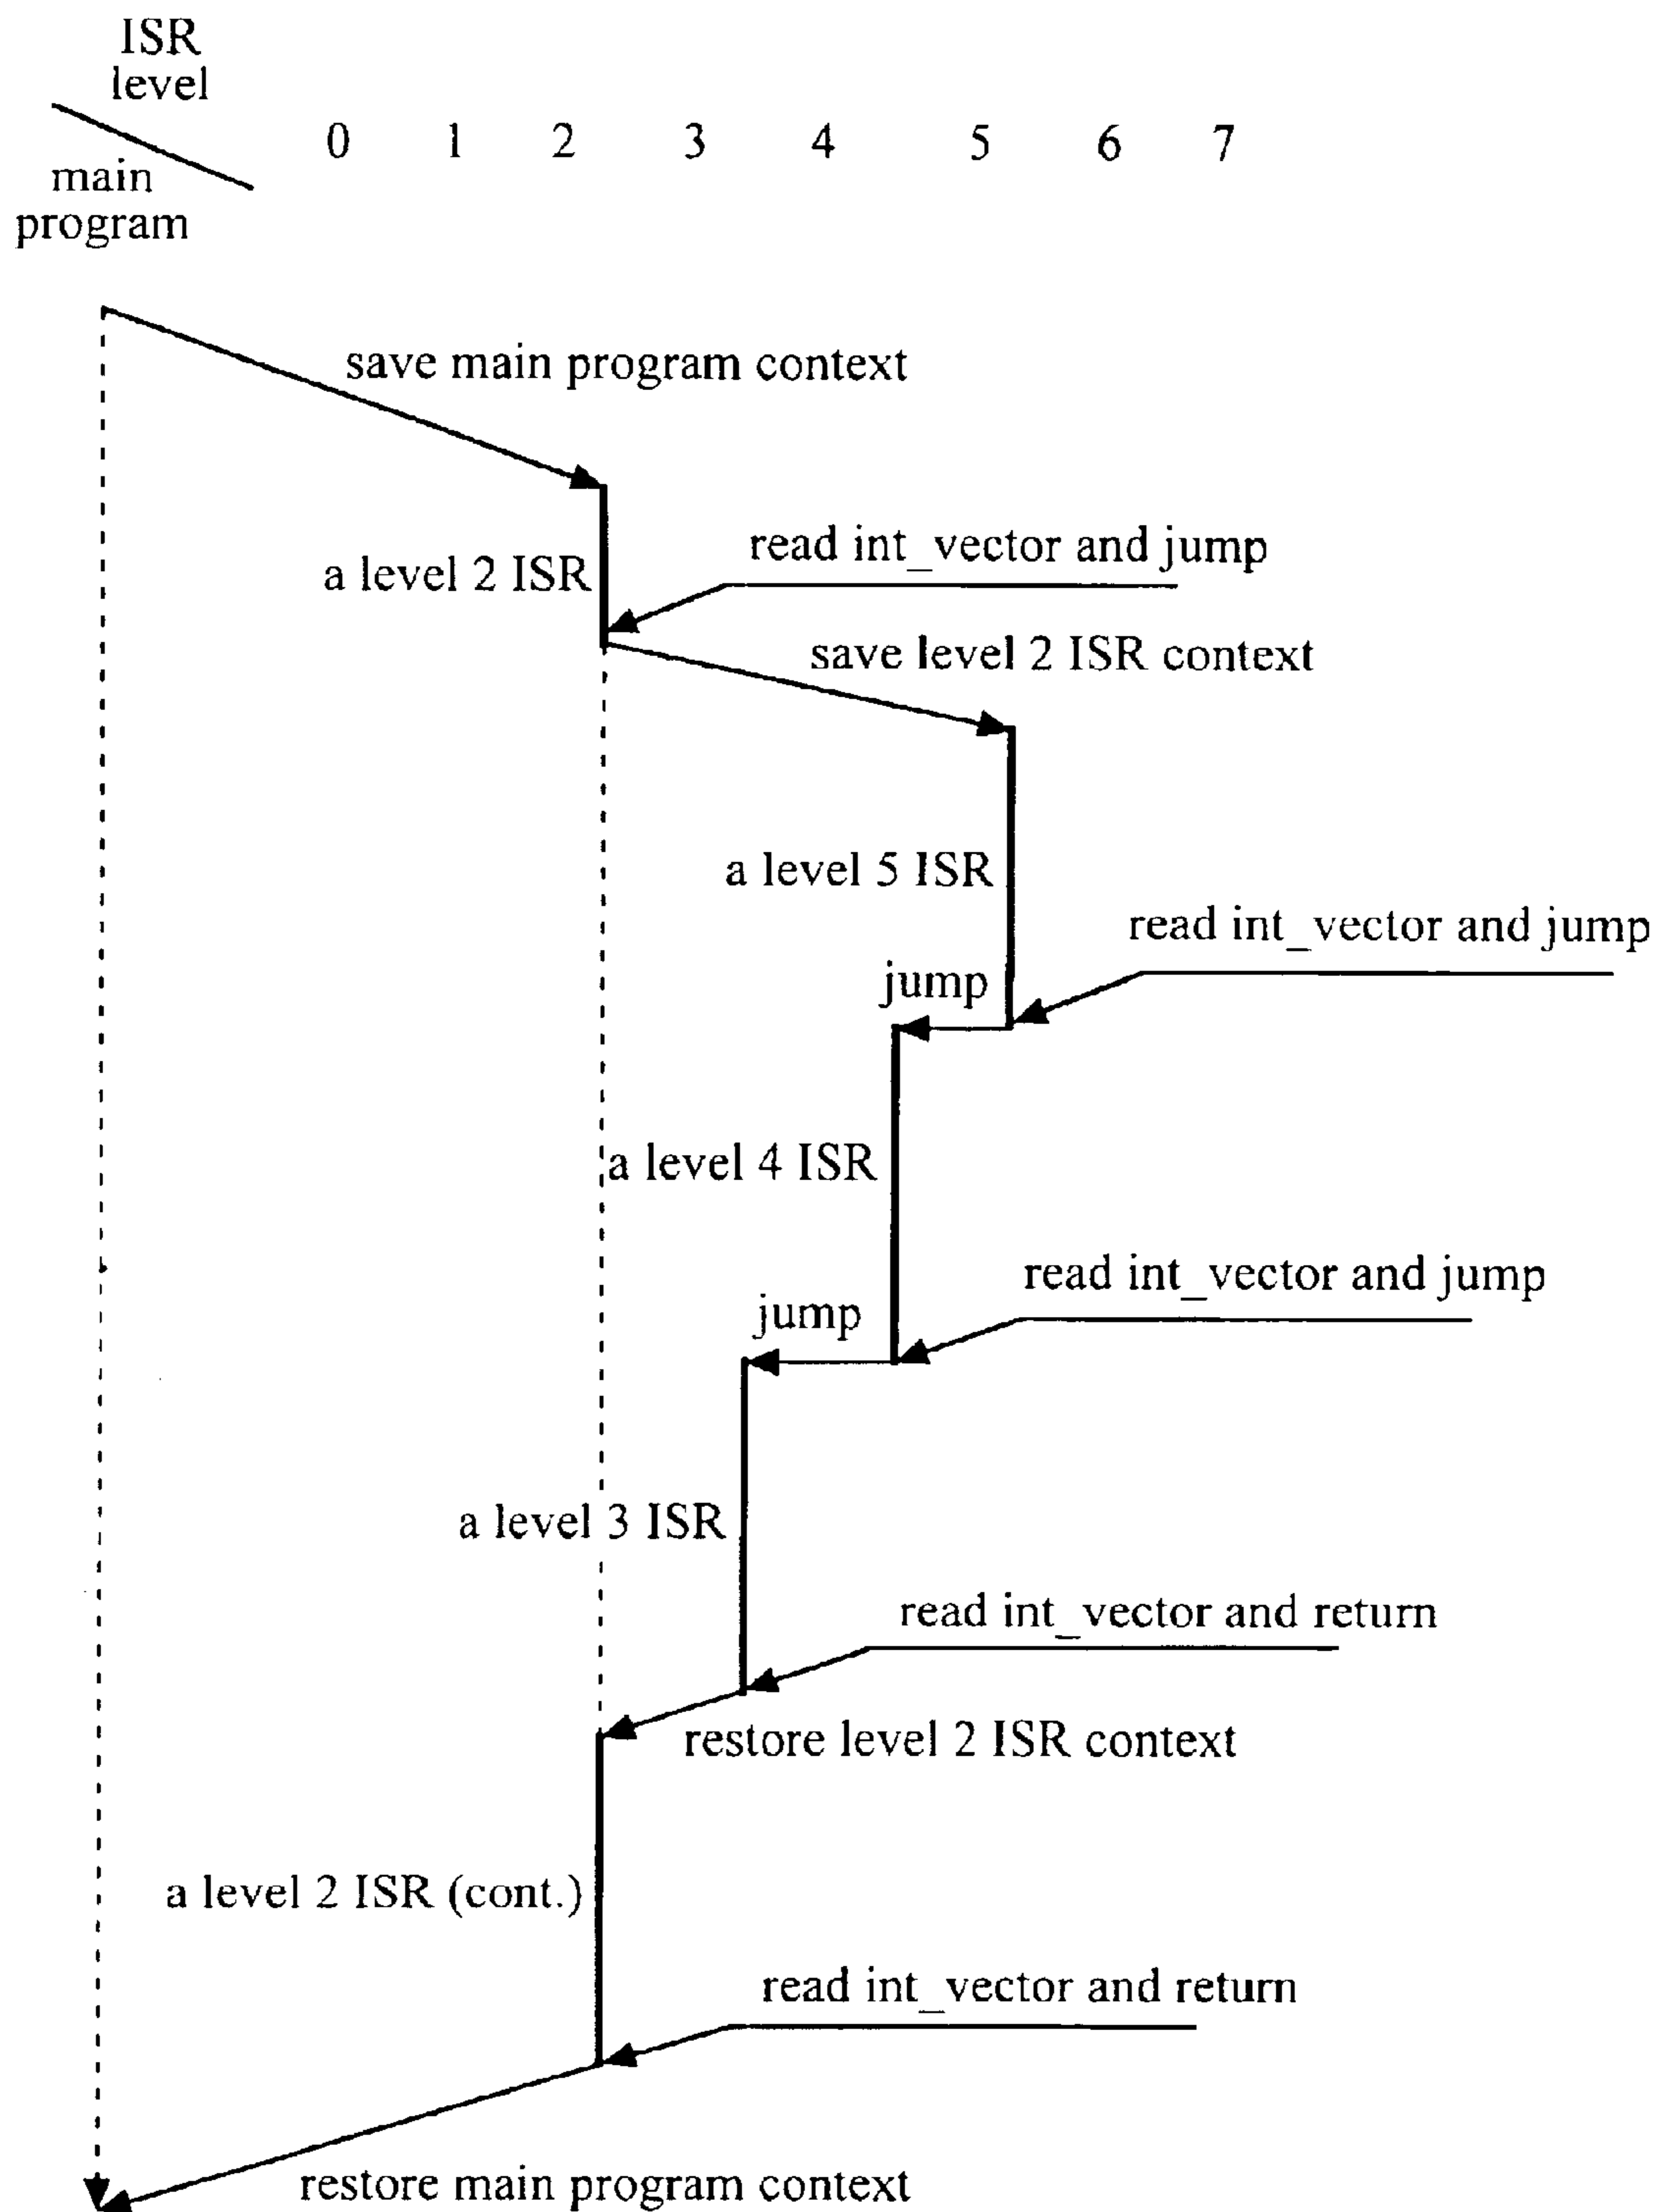 ISR
level
0 1 2 3 4 5 6 7
main
program
save main program context
read int_vector and jump
a level 2 ISR
save level 2 ISR context
a level 5 ISR
read int_vector and jump
jump
a level 4 ISR
read int_vector and jump
jump
a level 3 ISR
read int_vector and return
restore level 2 ISR context
a level 2 ISR (cont.)
read int_vector and return
restore main program context